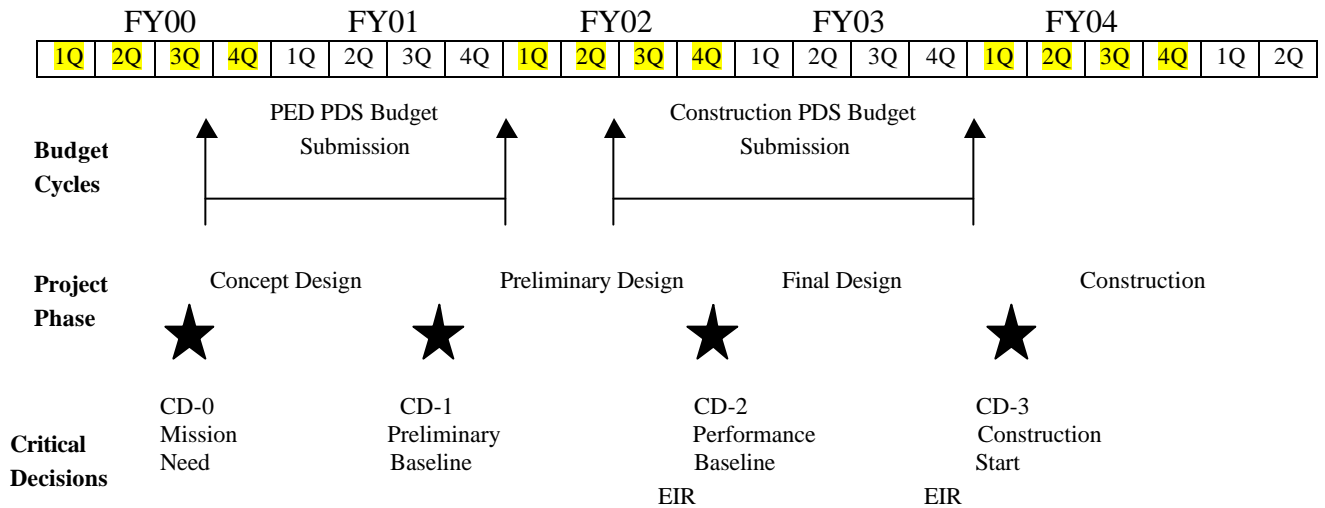 FY00 FY01 FY02 FY03 FY04
1Q 2Q 3Q 4Q 1Q 2Q 3Q 4Q 1Q 2Q 3Q 4Q 1Q 2Q 3Q 4Q 1Q 2Q 3Q 4Q 1Q 2Q
Budget
Cycles
PED PDS Budget
Submission
Construction PDS Budget
Submission
Project
Phase
Concept Design
Preliminary Design
Final Design
Construction
Critical
Decisions
CD-0
Mission
Need
CD-1
Preliminary
Baseline
CD-2
Performance
Baseline
CD-3
Construction
Start
EIR
EIR